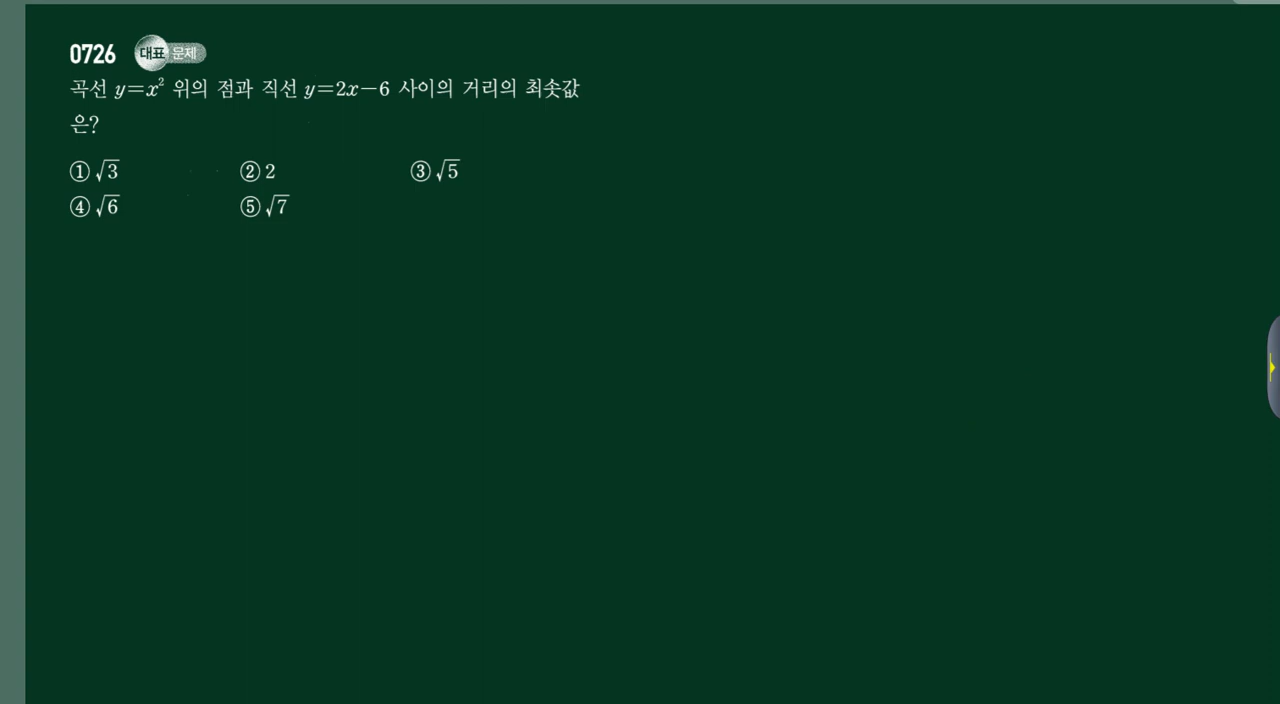 0726 대표 문제
곡선 y=x² 위의 점과 직선 y=2x−6 사이의 거리의 최솟값
은?
① √3 ② 2 ③ √5
④ √6 ⑤ √7